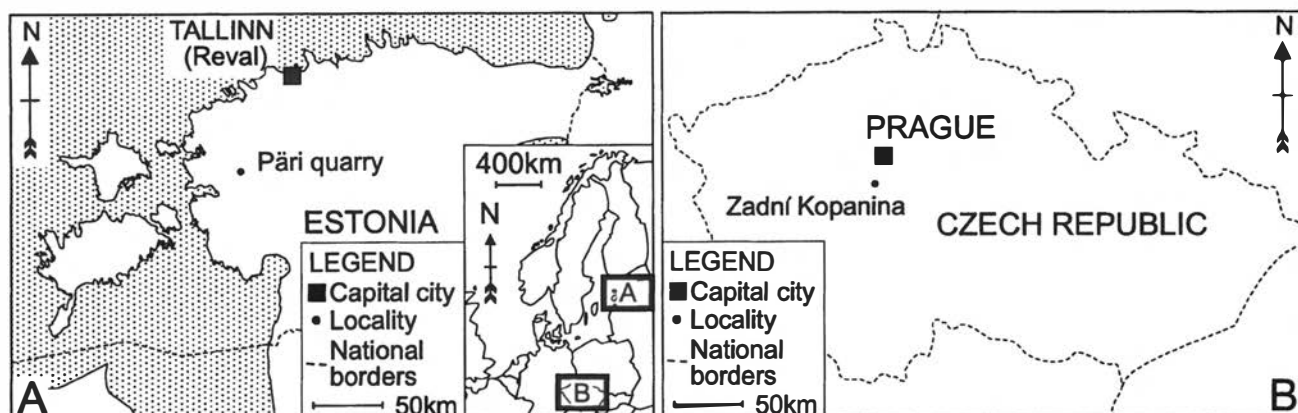 N
TALLINN
(Reval)
Päri quarry
ESTONIA
LEGEND
Capital city
Locality
National
borders
50km
A
400km
N
A
B
N
PRAGUE
Zadní Kopanina
CZECH REPUBLIC
LEGEND
Capital city
Locality
National
borders
50km
B